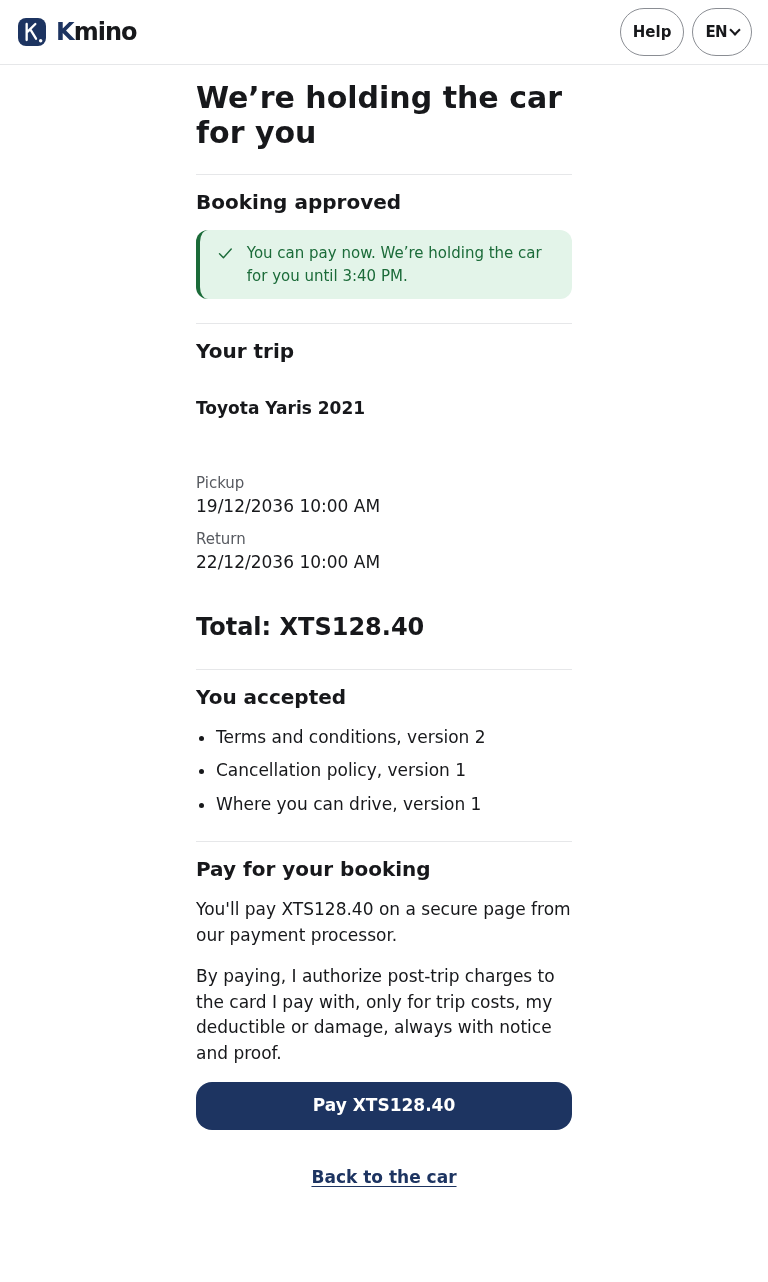 Kmino
Help
EN
We’re holding the car
for you
Booking approved
You can pay now. We’re holding the car
for you until 3:40 PM.
Your trip
Toyota Yaris 2021
Pickup
19/12/2036 10:00 AM
Return
22/12/2036 10:00 AM
Total: XTS128.40
You accepted
• Terms and conditions, version 2
• Cancellation policy, version 1
• Where you can drive, version 1
Pay for your booking
You'll pay XTS128.40 on a secure page from
our payment processor.
By paying, I authorize post-trip charges to
the card I pay with, only for trip costs, my
deductible or damage, always with notice
and proof.
Pay XTS128.40
Back to the car